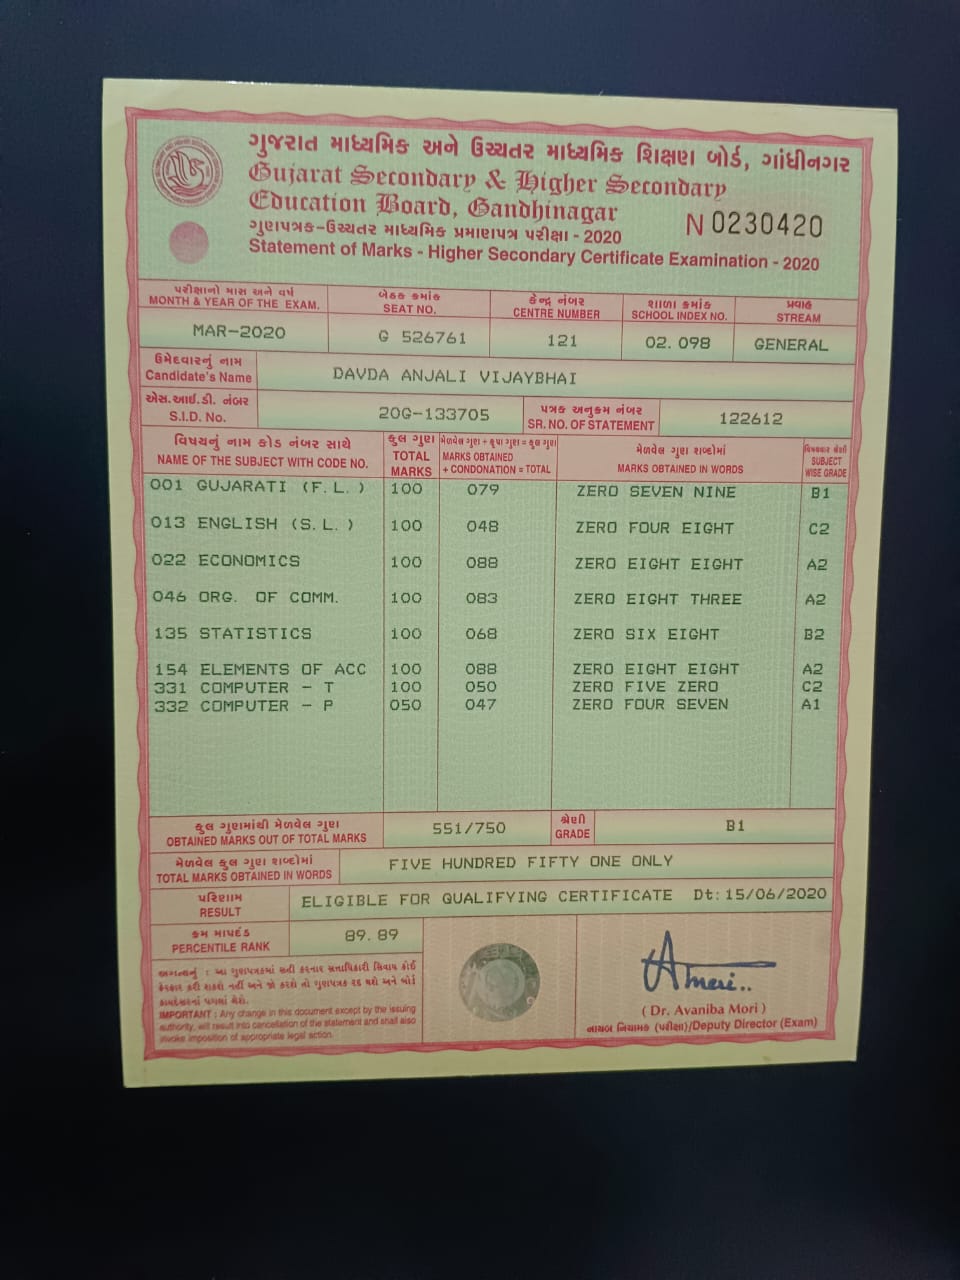 ગુજરાત માધ્યમિક અને ઉચ્ચતર માધ્યમિક શિક્ષણ બોર્ડ, ગાંધીનગર
Gujarat Secondary & Higher Secondary
Education Board, Gandhinagar
N 0230420
ગુણપત્રક-ઉચ્ચતર માધ્યમિક પ્રમાણપત્ર પરીક્ષા - 2020
Statement of Marks - Higher Secondary Certificate Examination - 2020
પરીક્ષાનો માસ અને વર્ષ બેઠક ક્રમાંક કેન્દ્ર નંબર શાળા ક્રમાંક પ્રવાહ
MONTH & YEAR OF THE EXAM. SEAT NO. CENTRE NUMBER SCHOOL INDEX NO. STREAM
MAR-2020 G 526761 121 02.098 GENERAL
ઉમેદવારનું નામ
Candidate's Name DAVDA ANJALI VIJAYBHAI
એસ.આઈ.ડી. નંબર પત્રક અનુક્રમ નંબર
S.I.D. No. 20G-133705 SR. NO. OF STATEMENT 122612
વિષયનું નામ કોડ નંબર સાથે કુલ ગુણ મેળવેલ ગુણ + કૃપા ગુણ = કુલ ગુણ મેળવેલ ગુણ શબ્દોમાં વિષયવાર શ્રેણી
NAME OF THE SUBJECT WITH CODE NO. TOTAL MARKS MARKS OBTAINED + CONDONATION = TOTAL MARKS OBTAINED IN WORDS SUBJECT WISE GRADE
001 GUJARATI (F.L.) 100 079 ZERO SEVEN NINE B1
013 ENGLISH (S.L.) 100 048 ZERO FOUR EIGHT C2
022 ECONOMICS 100 088 ZERO EIGHT EIGHT A2
046 ORG. OF COMM. 100 083 ZERO EIGHT THREE A2
135 STATISTICS 100 068 ZERO SIX EIGHT B2
154 ELEMENTS OF ACC 100 088 ZERO EIGHT EIGHT A2
331 COMPUTER - T 100 050 ZERO FIVE ZERO C2
332 COMPUTER - P 050 047 ZERO FOUR SEVEN A1
કુલ ગુણમાંથી મેળવેલ ગુણ શ્રેણી
OBTAINED MARKS OUT OF TOTAL MARKS 551/750 GRADE B1
મેળવેલ કુલ ગુણ શબ્દોમાં
TOTAL MARKS OBTAINED IN WORDS FIVE HUNDRED FIFTY ONE ONLY
પરિણામ
RESULT ELIGIBLE FOR QUALIFYING CERTIFICATE Dt:15/06/2020
ક્રમ માપદંડ
PERCENTILE RANK 89.89
અગત્યનું : આ ગુણપત્રકમાં સહી કરનાર સત્તાધિકારી સિવાય કોઈ
ફેરફાર કરી શકશે નહીં અને જો કરશે તો ગુણપત્રક રદ થશે અને બોર્ડ
કાયદેસરનાં પગલાં લેશે.
IMPORTANT : Any change in this document except by the issuing
authority, will result into cancellation of the statement and shall also
invoke imposition of appropriate legal action.
( Dr. Avaniba Mori )
નાયબ નિયામક (પરીક્ષા)/Deputy Director (Exam)